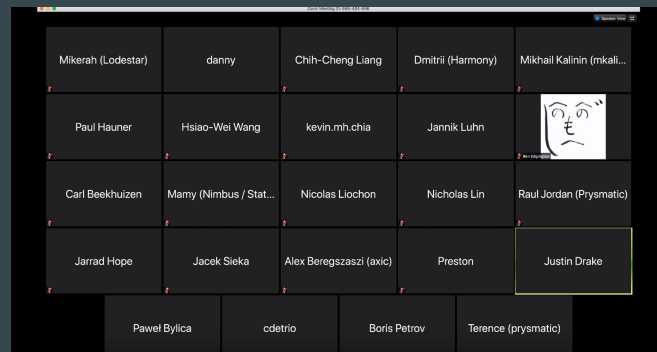 Zoom Meeting ID: 606-404-606
Speaker View
Mikerah (Lodestar)
danny
Chih-Cheng Liang
Dmitrii (Harmony)
Mikhail Kalinin (mkali...
Paul Hauner
Hsiao-Wei Wang
kevin.mh.chia
Jannik Luhn
Ben Edgington
Carl Beekhuizen
Mamy (Nimbus / Stat...
Nicolas Liochon
Nicholas Lin
Raul Jordan (Prysmatic)
Jarrad Hope
Jacek Sieka
Alex Beregszaszi (axic)
Preston
Justin Drake
Paweł Bylica
cdetrio
Boris Petrov
Terence (prysmatic)